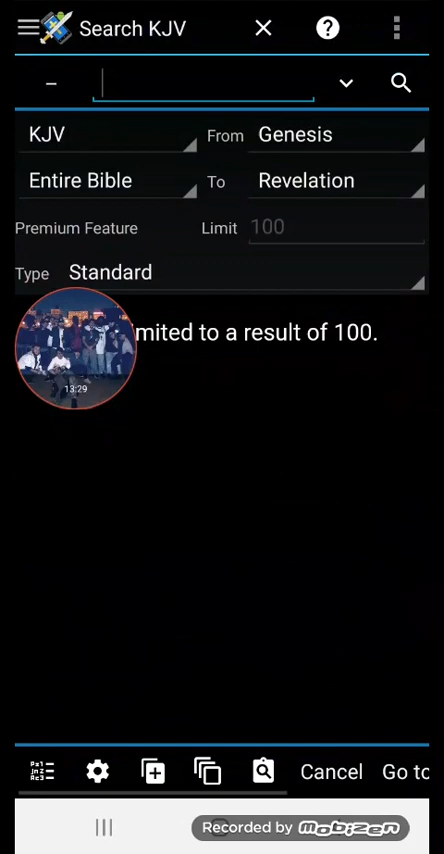 Search KJV
KJV From Genesis
Entire Bible To Revelation
Premium Feature Limit 100
Type Standard
mited to a result of 100.
13:29
Cancel Go to
Recorded by Mobizen